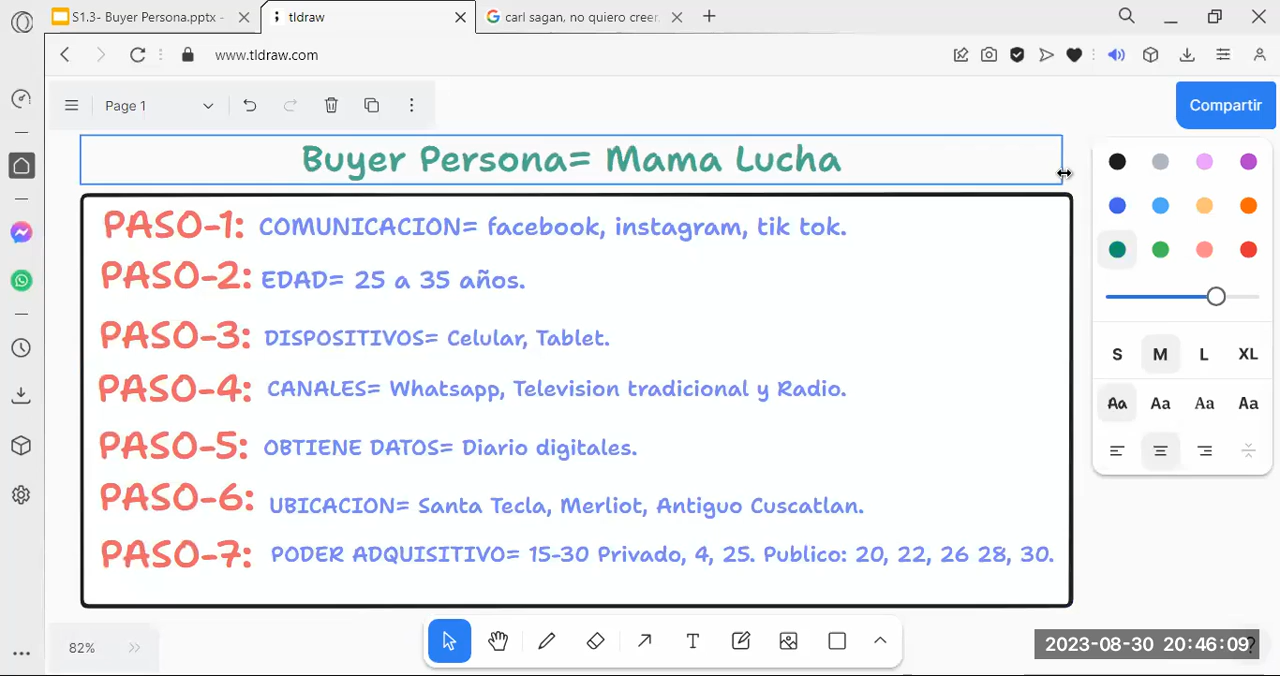 S1.3- Buyer Persona.pptx -
tldraw
carl sagan, no quiero creer,
www.tldraw.com
Page 1
Compartir
Buyer Persona= Mama Lucha
PASO-1: COMUNICACION= facebook, instagram, tik tok.
PASO-2: EDAD= 25 a 35 años.
PASO-3: DISPOSITIVOS= Celular, Tablet.
PASO-4: CANALES= Whatsapp, Television tradicional y Radio.
PASO-5: OBTIENE DATOS= Diario digitales.
PASO-6: UBICACION= Santa Tecla, Merliot, Antiguo Cuscatlan.
PASO-7: PODER ADQUISITIVO= 15-30 Privado, 4, 25. Publico: 20, 22, 26 28, 30.
S M L XL
Aa Aa Aa Aa
82%
2023-08-30 20:46:09